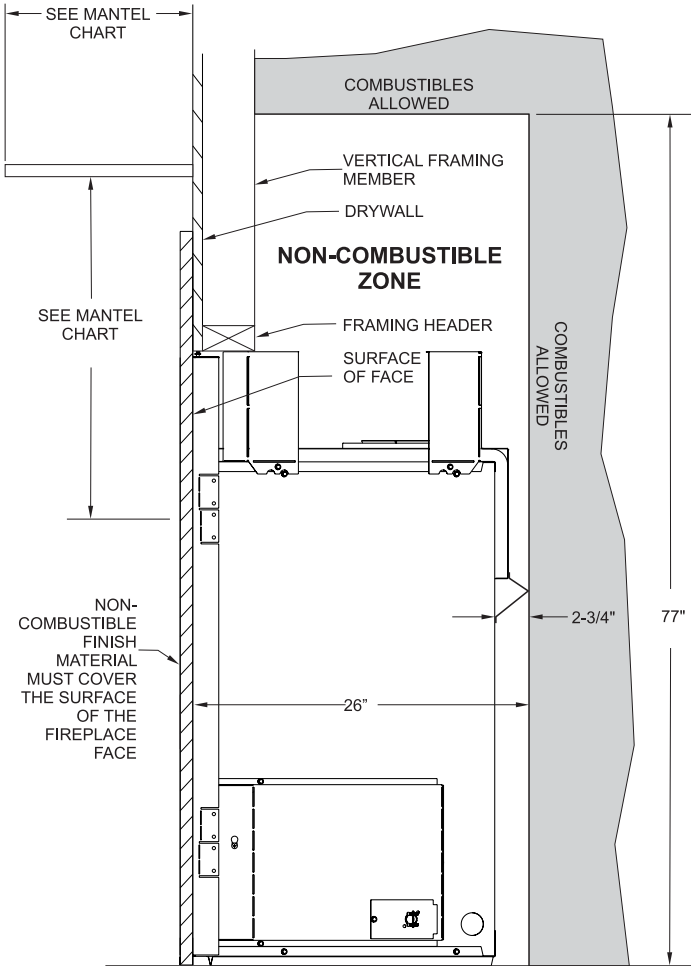 SEE MANTEL
CHART
COMBUSTIBLES
ALLOWED
VERTICAL FRAMING
MEMBER
DRYWALL
NON-COMBUSTIBLE
ZONE
SEE MANTEL
CHART
FRAMING HEADER
SURFACE
OF FACE
COMBUSTIBLES
ALLOWED
NON-
COMBUSTIBLE
FINISH
MATERIAL
MUST COVER
THE SURFACE
OF THE
FIREPLACE
FACE
2-3/4"
77"
26”